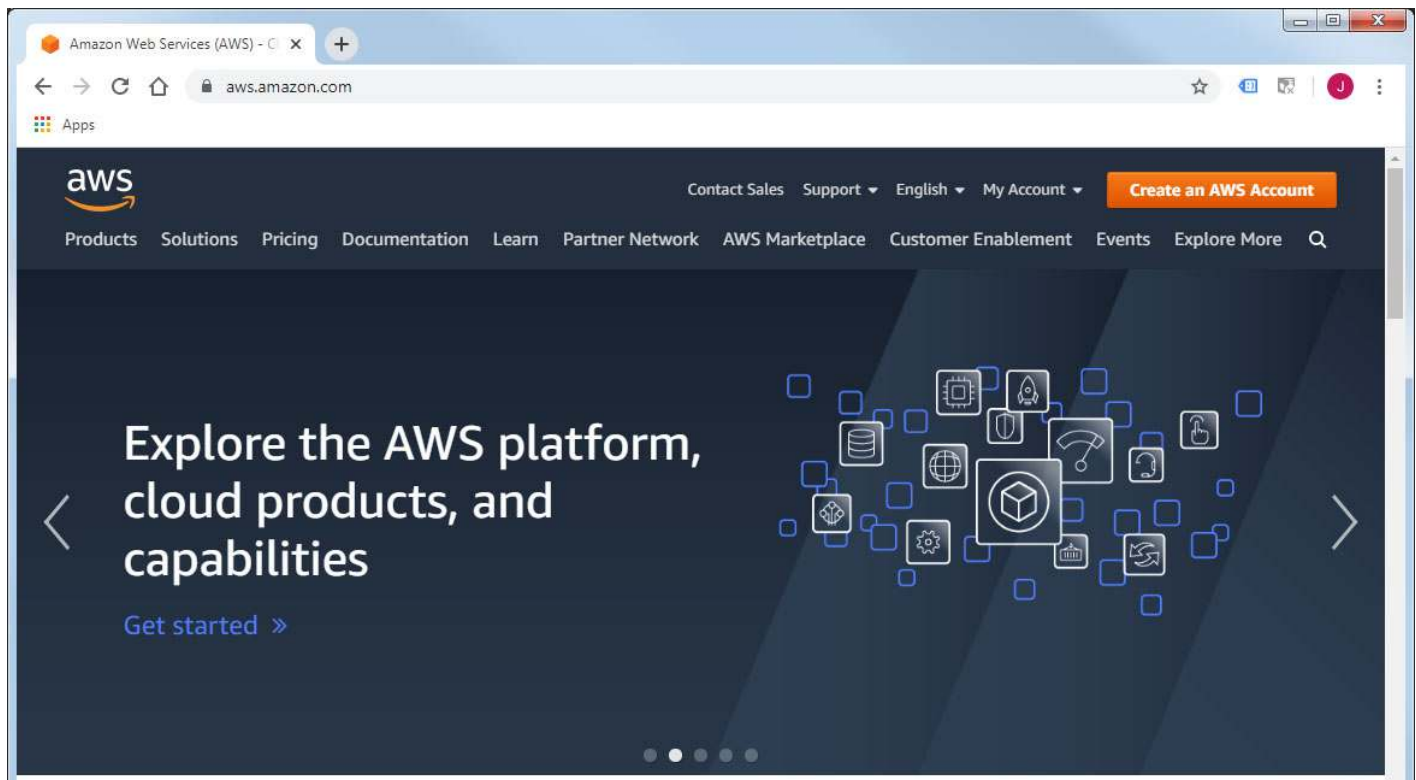 Amazon Web Services (AWS) - C
aws.amazon.com
J
Apps
aws
Contact Sales Support English My Account Create an AWS Account
Products Solutions Pricing Documentation Learn Partner Network AWS Marketplace Customer Enablement Events Explore More
Explore the AWS platform,
cloud products, and
capabilities
Get started »